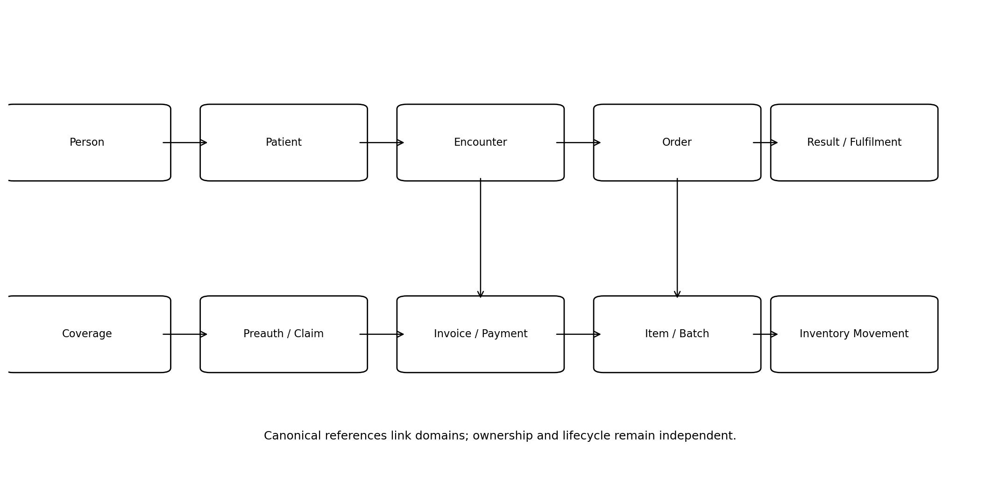 Person
Patient
Encounter
Order
Result / Fulfilment
Coverage
Preauth / Claim
Invoice / Payment
Item / Batch
Inventory Movement
Canonical references link domains; ownership and lifecycle remain independent.